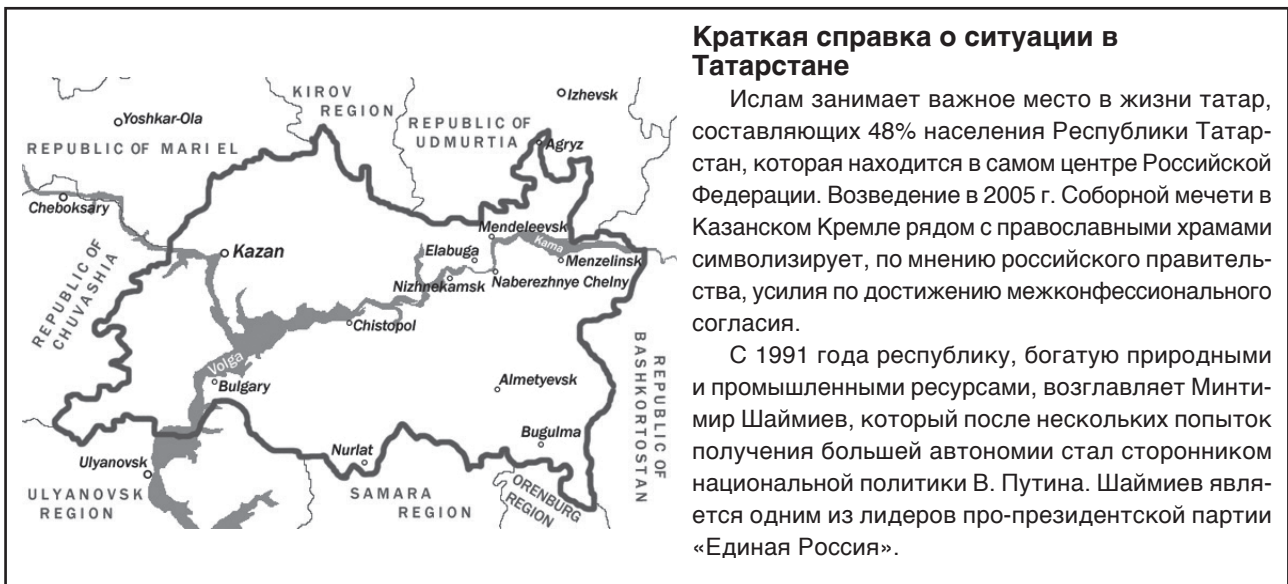 Краткая справка о ситуации в
Татарстане
Ислам занимает важное место в жизни татар,
составляющих 48% населения Республики Татар-
стан, которая находится в самом центре Российской
Федерации. Возведение в 2005 г. Соборной мечети в
Казанском Кремле рядом с православными храмами
символизирует, по мнению российского правитель-
ства, усилия по достижению межконфессионального
согласия.
С 1991 года республику, богатую природными
и промышленными ресурсами, возглавляет Минти-
мир Шаймиев, который после нескольких попыток
получения большей автономии стал сторонником
национальной политики В. Путина. Шаймиев явля-
ется одним из лидеров про-президентской партии
«Единая Россия».
KIROV
REGION
Izhevsk
Yoshkar-Ola
REPUBLIC OF
UDMURTIA
Agryz
REPUBLIC OF MARI EL
Cheboksary
Mendeleevsk
Kazan
Elabuga
Kama
Menzelinsk
REPUBLIC OF
CHUVASHIA
Nizhnekamsk
Naberezhnye Chelny
Chistopol
Volga
Bulgary
Almetyevsk
REPUBLIC OF
BASHKORTOSTAN
Bugulma
Nurlat
Ulyanovsk
ULYANOVSK
REGION
SAMARA
REGION
ORENBURG
REGION